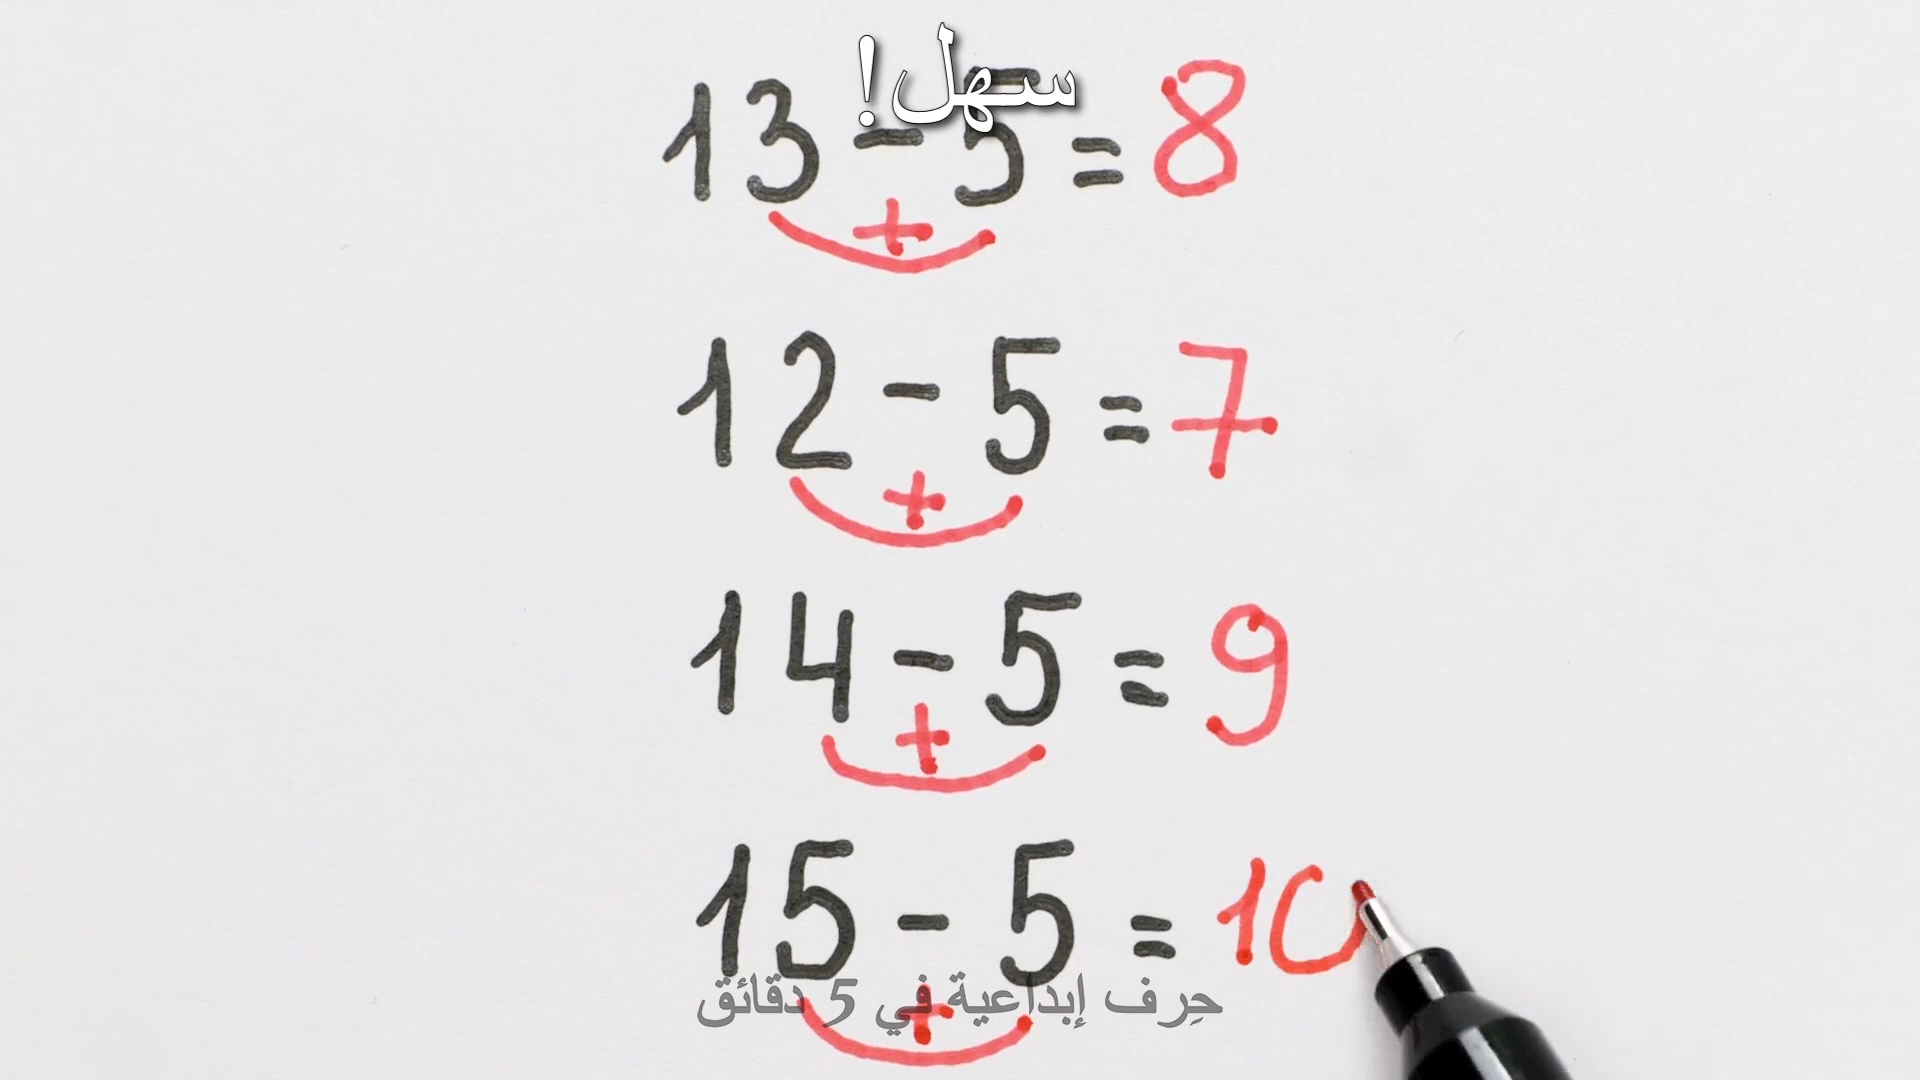 سهل!
13 - 5 = 8
+
12 - 5 = 7
+
14 - 5 = 9
+
15 - 5 = 10
+
حِرف إبداعية في 5 دقائق